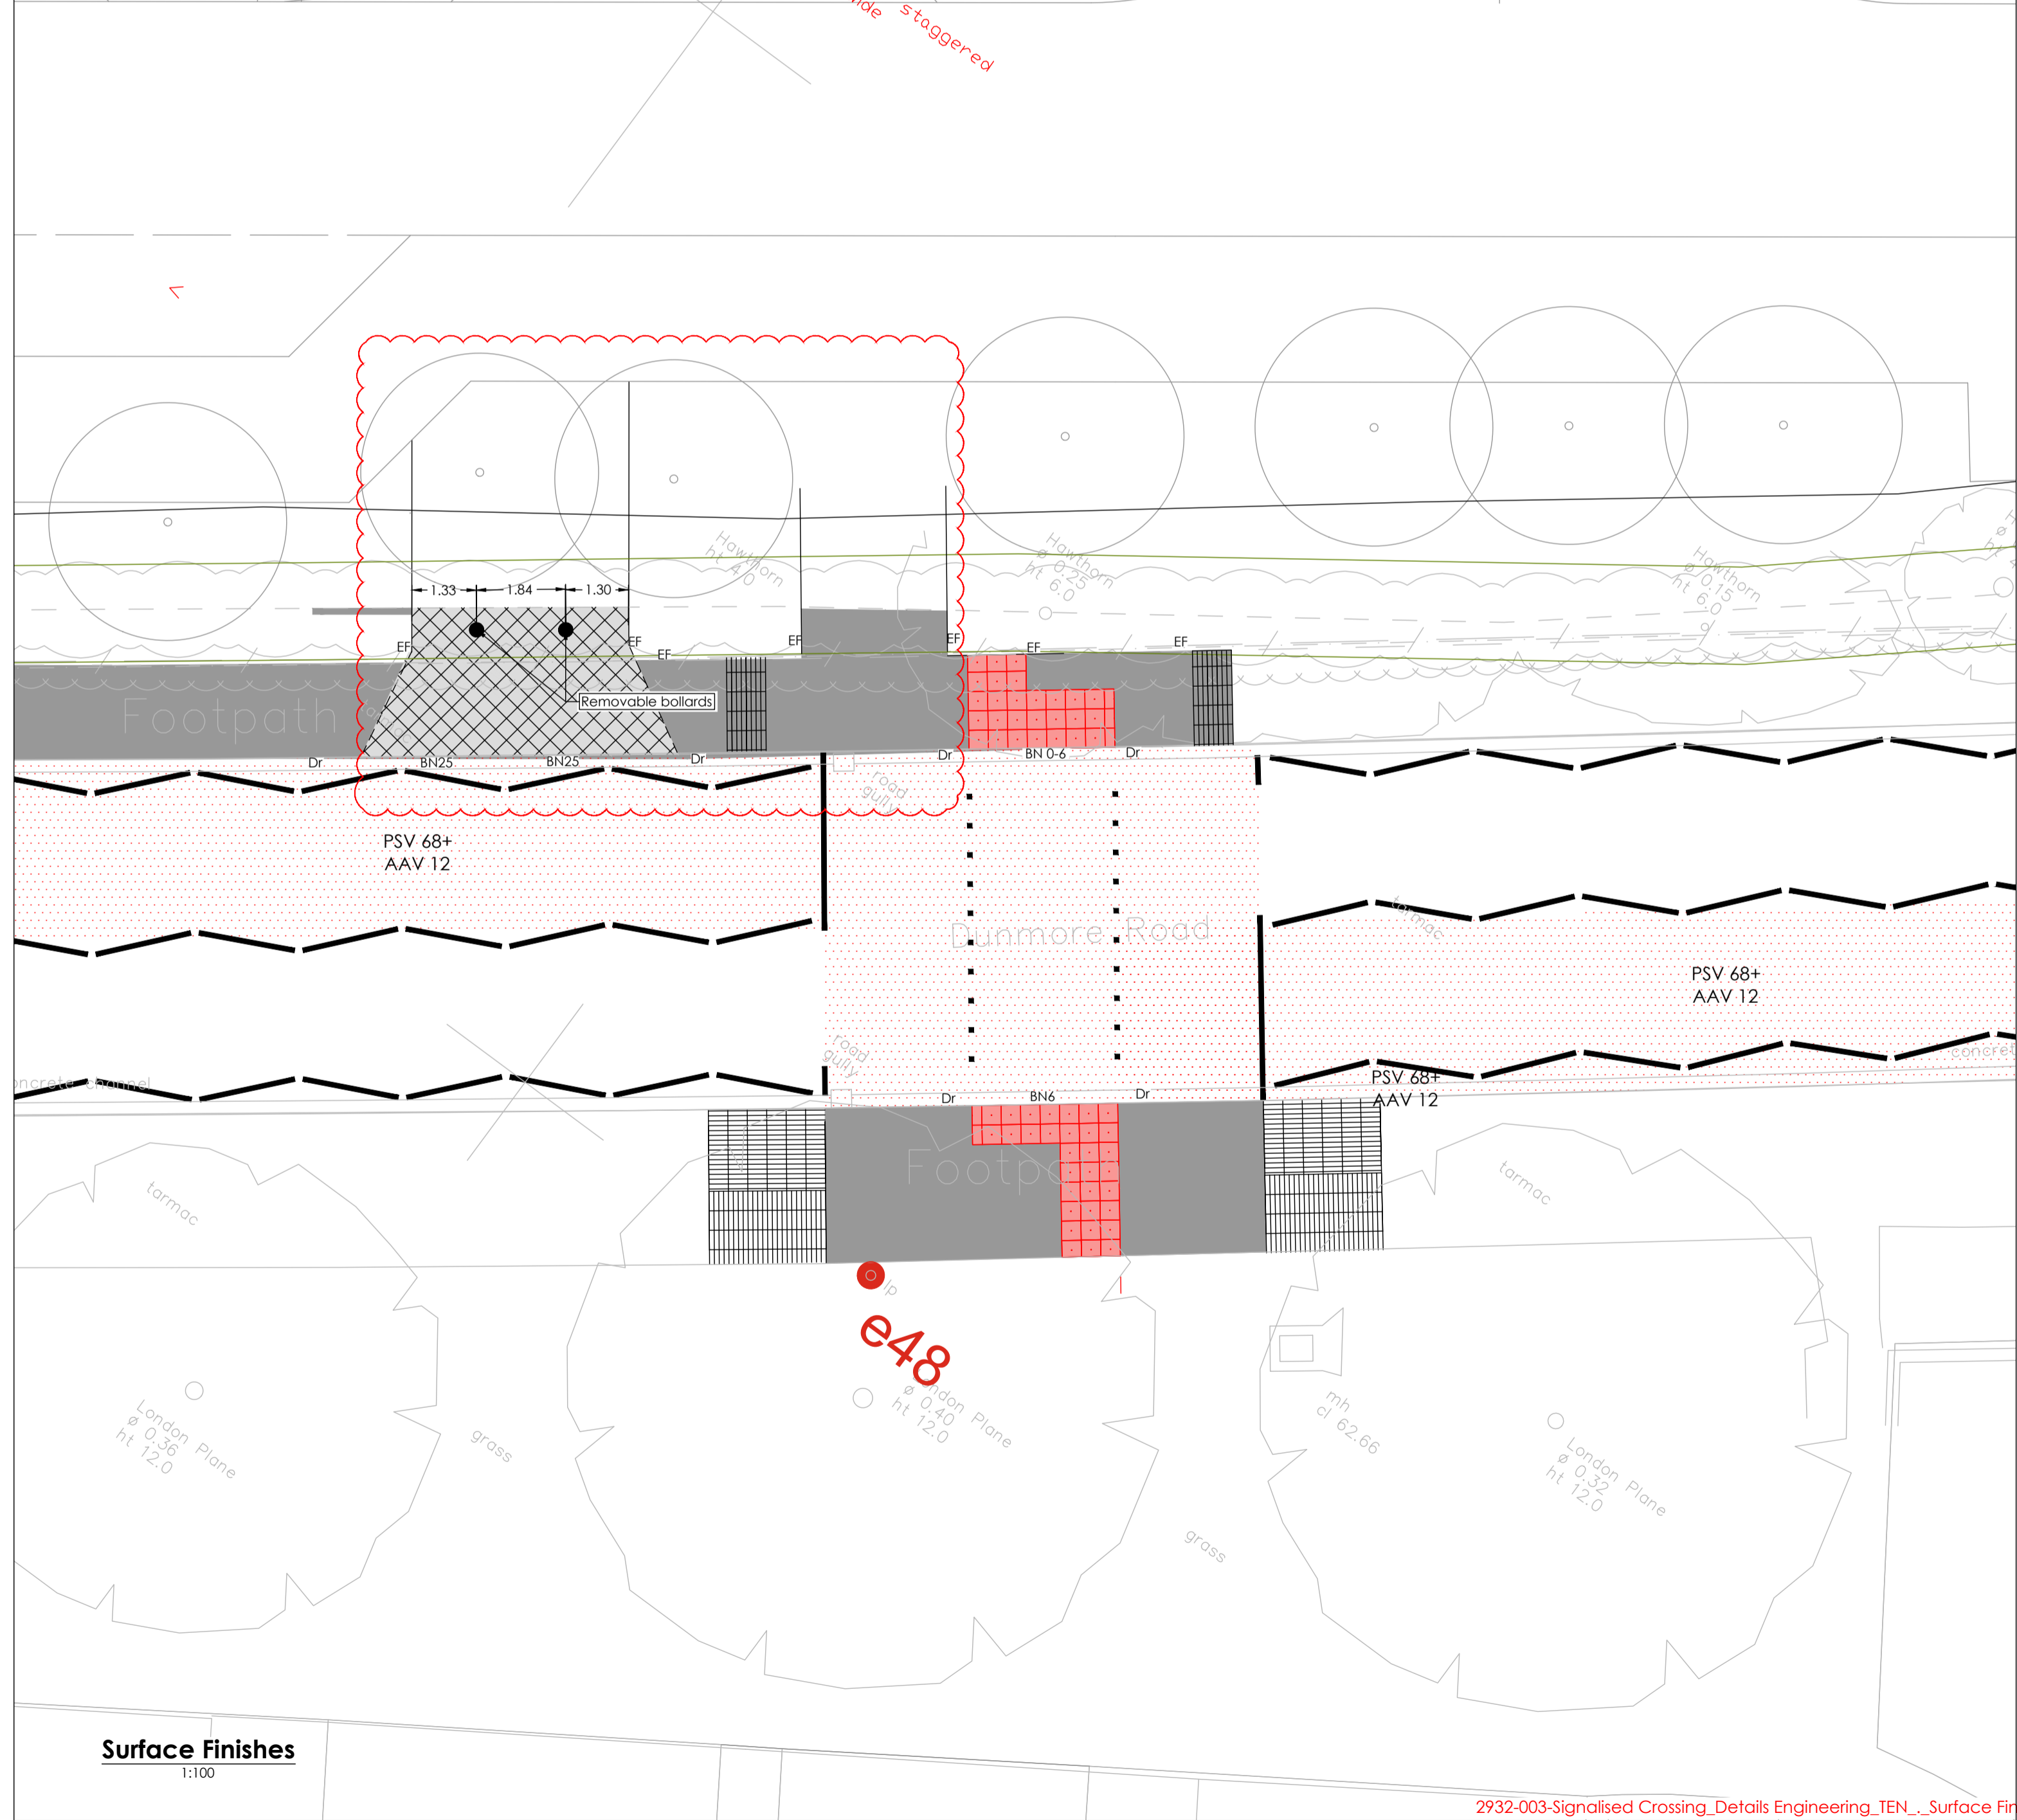 staggered
Hawthorn
ht 4.0
Hawthorn
ø 0.25
ht 6.0
Hawthorn
ø 0.15
ht 6.0
1.33
1.84
1.30
EF
EF
EF
EF
EF
EF
EF
Removable bollards
Footpath
Dr
BN25
BN25
Dr
Dr
BN 0-6
Dr
road
gully
PSV 68+
AAV 12
Dunmore Road
tarmac
PSV 68+
AAV 12
road
gully
concrete channel
PSV 68+
AAV 12
Dr
BN6
Dr
Footpath
tarmac
tarmac
lp
e48
London Plane
ø 0.36
ht 12.0
grass
London Plane
ø 0.40
ht 12.0
mh
cl 62.66
London Plane
ø 0.32
ht 12.0
grass
Surface Finishes
1:100
2932-003-Signalised Crossing_Details Engineering_TEN_._Surface Fin